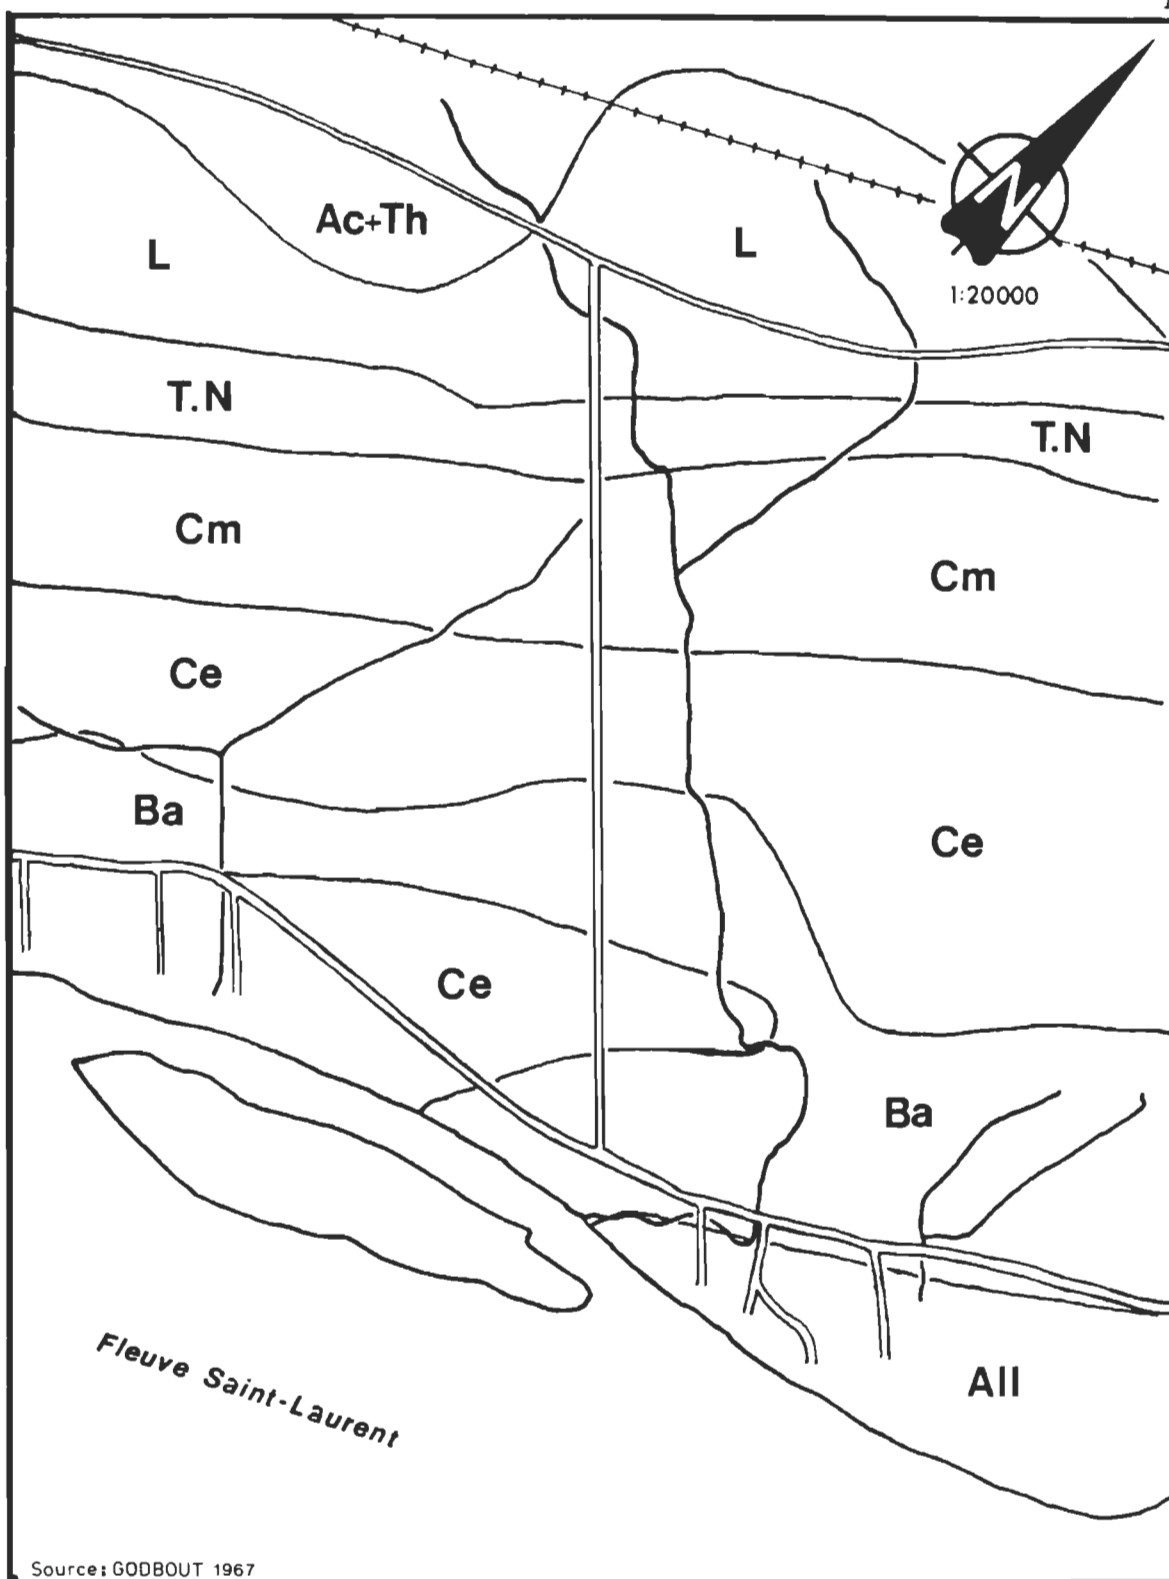 Ac+Th
L
L
N
1:20000
T.N
T.N
Cm
Cm
Ce
Ba
Ce
Ce
Ba
All
Fleuve Saint-Laurent
Source: GODBOUT 1967